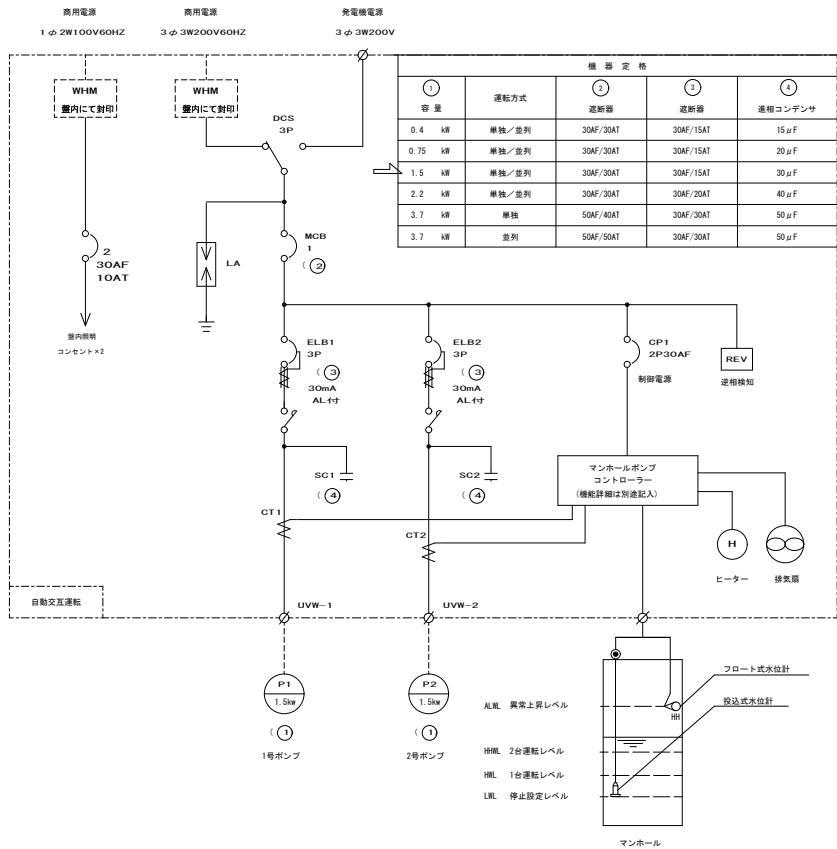 商用電源
1φ2W100V60HZ
商用電源
3φ3W200V60HZ
発電機電源
3φ3W200V
WHM
盤内にて封印
WHM
盤内にて封印
DCS
3P
機 器 定 格
① 容 量 運転方式 ② 遮断器 ③ 遮断器 ④ 進相コンデンサ
0.4 kW 単独/並列 30AF/30AT 30AF/15AT 15μF
0.75 kW 単独/並列 30AF/30AT 30AF/15AT 20μF
1.5 kW 単独/並列 30AF/30AT 30AF/15AT 30μF
2.2 kW 単独/並列 30AF/30AT 30AF/20AT 40μF
3.7 kW 単独 50AF/40AT 30AF/30AT 50μF
3.7 kW 並列 50AF/50AT 30AF/30AT 50μF
2
30AF
10AT
盤内照明
コンセント×2
LA
MCB
1
(②
ELB1
3P
(③
30mA
AL付
ELB2
3P
(③
30mA
AL付
CP1
2P30AF
制御電源
REV
逆相検知
SC1
(④
SC2
(④
マンホールポンプ
コントローラー
(機能詳細は別途記入)
CT1
CT2
H
ヒーター
排気扇
自動交互運転
UVW-1
UVW-2
P1
1.5kw
(①
1号ポンプ
P2
1.5kw
(①
2号ポンプ
フロート式水位計
投込式水位計
HH
ALWL 異常上昇レベル
HHWL 2台運転レベル
HWL 1台運転レベル
LWL 停止設定レベル
マンホール